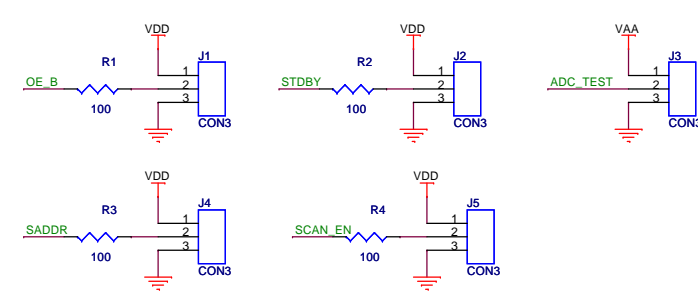 VDD
R1
J1
OE_B
1
2
3
100
CON3
VDD
R2
J2
STDBY
1
2
3
100
CON3
VAA
J3
ADC_TEST
1
2
3
CON3
VDD
R3
J4
SADDR
1
2
3
100
CON3
VDD
R4
J5
SCAN_EN
1
2
3
100
CON3